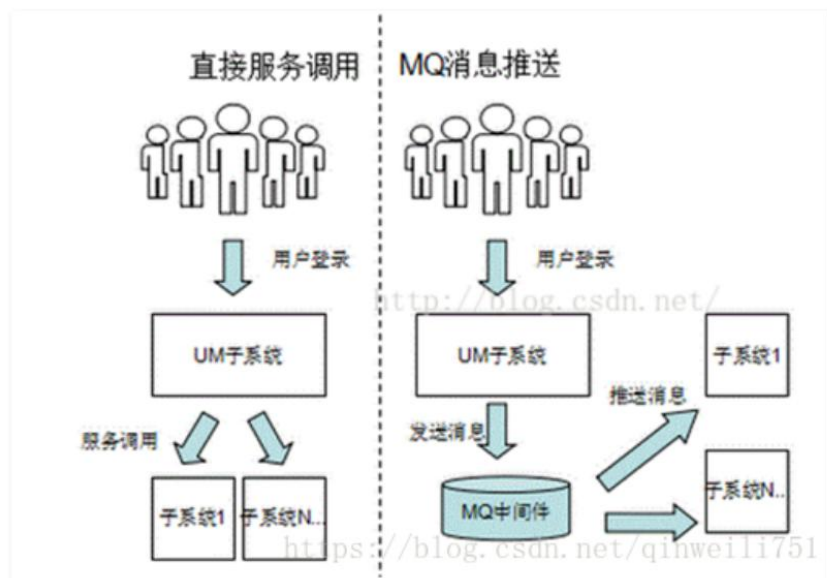 直接服务调用
MQ消息推送
用户登录
用户登录
http://blog.csdn.net/
UM子系统
UM子系统
子系统1
服务调用
发送消息
推送消息
子系统1
子系统N...
MQ中间件
子系统N...
https://blog.csdn.net/qinweili751